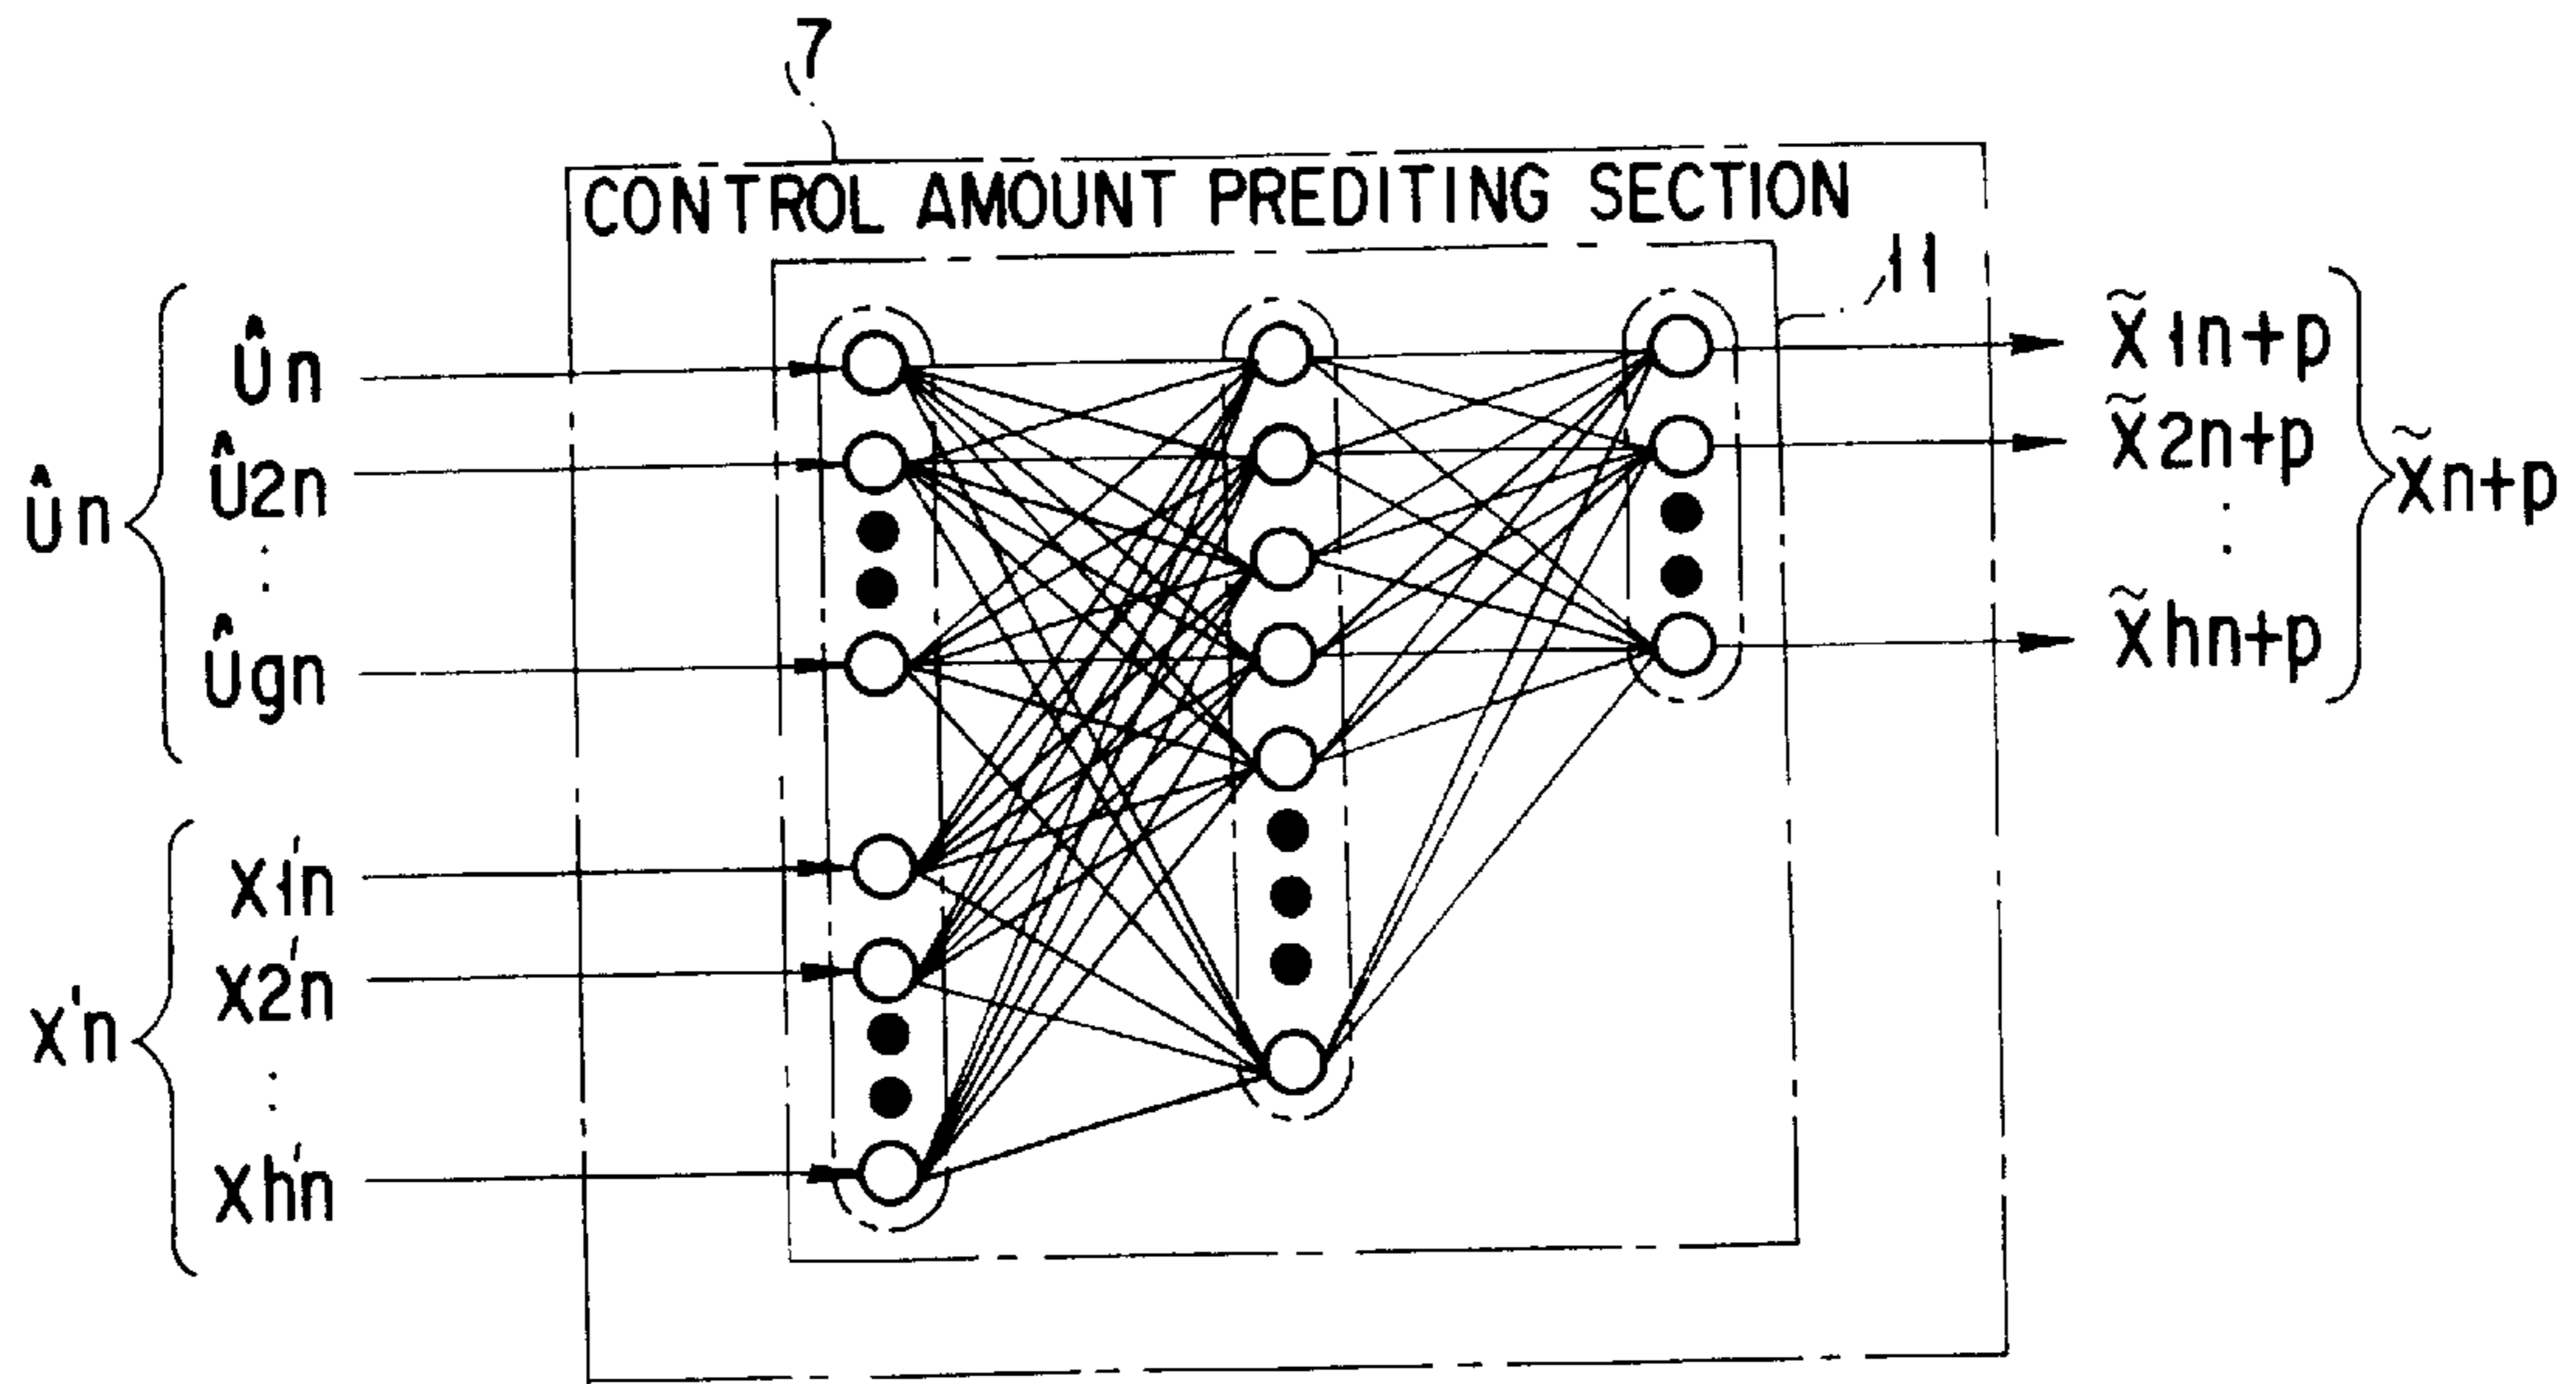 7
CONTROL AMOUNT PREDITING SECTION
11
Ûn
Û2n
Ûgn
Ûn
X1'n
X2'n
Xh'n
X'n
X̃1n+p
X̃2n+p
X̃hn+p
X̃n+p